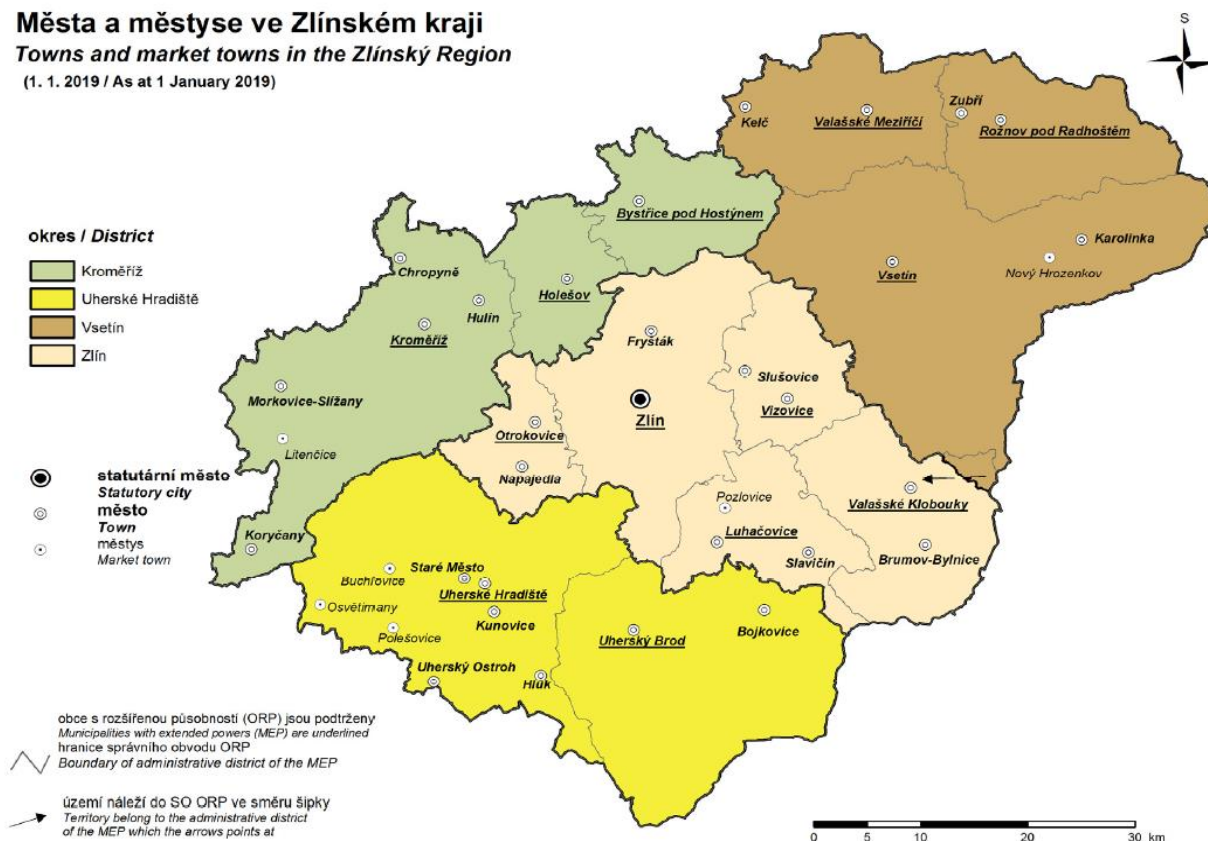 Města a městyse ve Zlínském kraji
Towns and market towns in the Zlínský Region
(1. 1. 2019 / As at 1 January 2019)
S
Kelč
Valašské Meziříčí
Zubří
Rožnov pod Radhoštěm
Bystřice pod Hostýnem
Karolinka
Nový Hrozenkov
Vsetín
Chropyně
Holešov
Hulín
Kroměříž
Fryšták
Slušovice
Vizovice
Morkovice-Slížany
Zlín
Otrokovice
Litenčice
Napajedla
Pozlovice
Valašské Klobouky
Luhačovice
Slavičín
Brumov-Bylnice
Koryčany
Buchlovice
Staré Město
Uherské Hradiště
Osvětimany
Kunovice
Polešovice
Uherský Brod
Bojkovice
Uherský Ostroh
Hluk
okres / District
Kroměříž
Uherské Hradiště
Vsetín
Zlín
statutární město
Statutory city
město
Town
městys
Market town
obce s rozšířenou působností (ORP) jsou podtrženy
Municipalities with extended powers (MEP) are underlined
hranice správního obvodu ORP
Boundary of administrative district of the MEP
území náleží do SO ORP ve směru šipky
Territory belong to the administrative district
of the MEP which the arrows points at
0 5 10 20 30 km